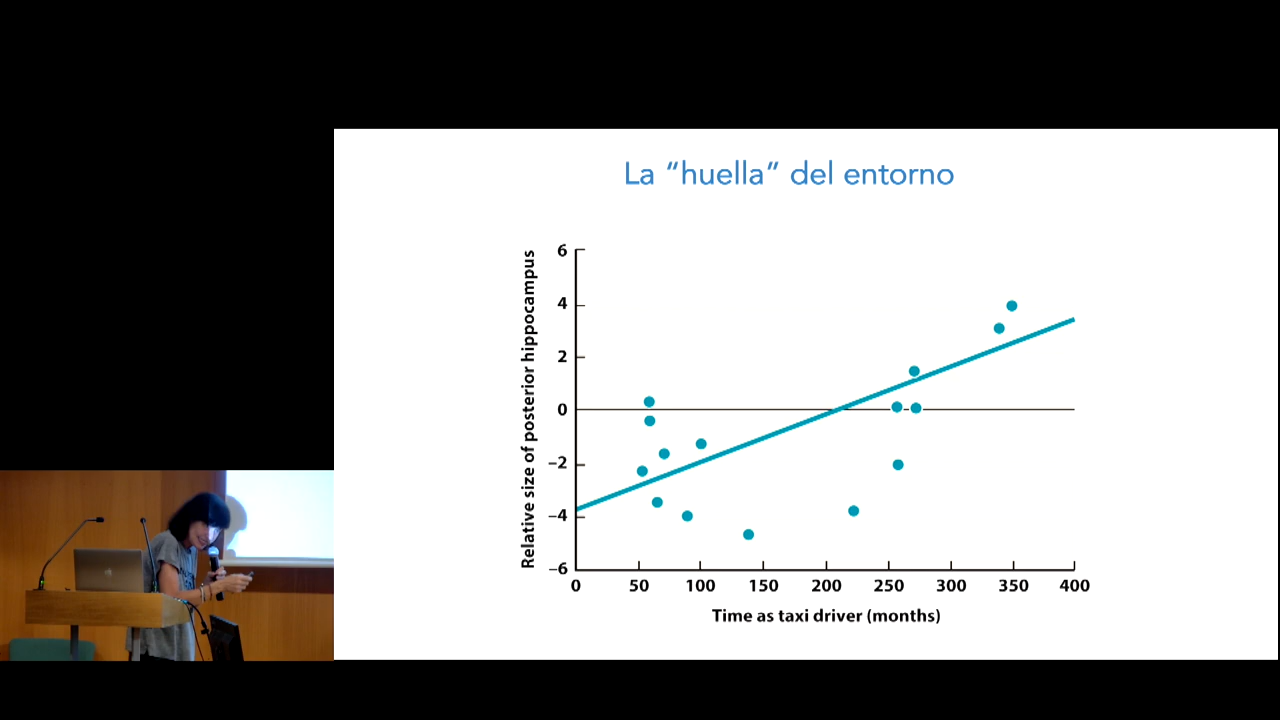 La “huella” del entorno
Relative size of posterior hippocampus
6
4
2
0
–2
–4
–6
0 50 100 150 200 250 300 350 400
Time as taxi driver (months)